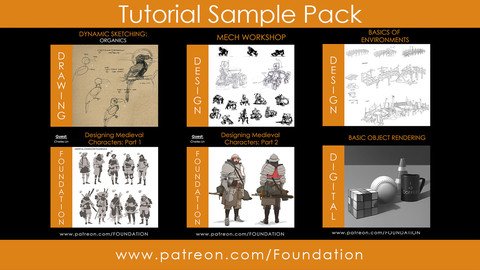 Tutorial Sample Pack
DYNAMIC SKETCHING:
ORGANICS
DRAWING
MECH WORKSHOP
DESIGN
BASICS OF
ENVIRONMENTS
DESIGN
Guest
Designing Medieval
Characters: Part 1
FOUNDATION
www.patreon.com/FOUNDATION
Guest
Designing Medieval
Characters: Part 2
FOUNDATION
www.patreon.com/FOUNDATION
BASIC OBJECT RENDERING
DIGITAL
www.patreon.com/FOUNDATION
www.patreon.com/Foundation